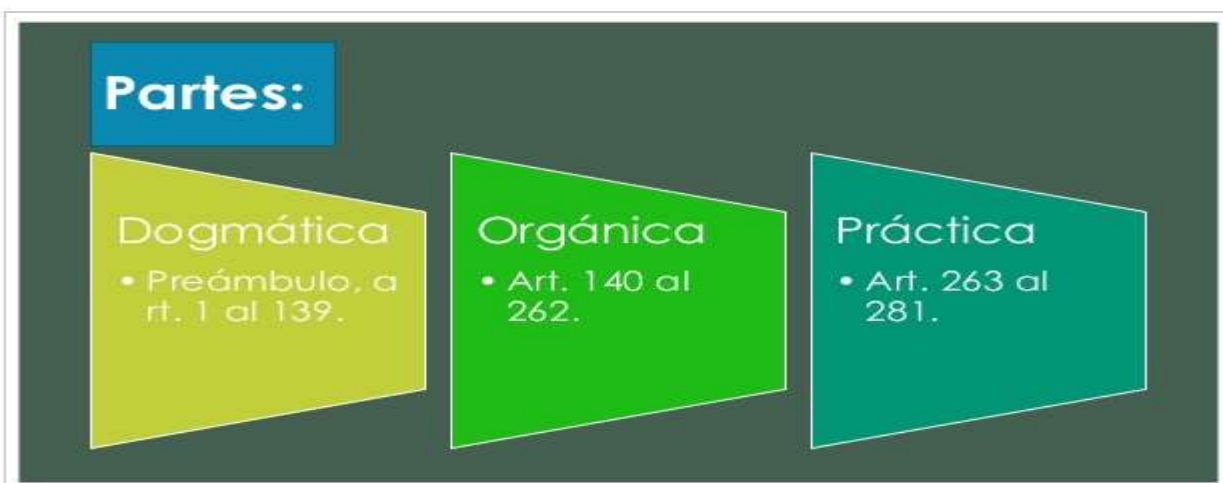 Partes:
Dogmática
• Preámbulo, a
rt. 1 al 139.
Orgánica
• Art. 140 al
262.
Práctica
• Art. 263 al
281.